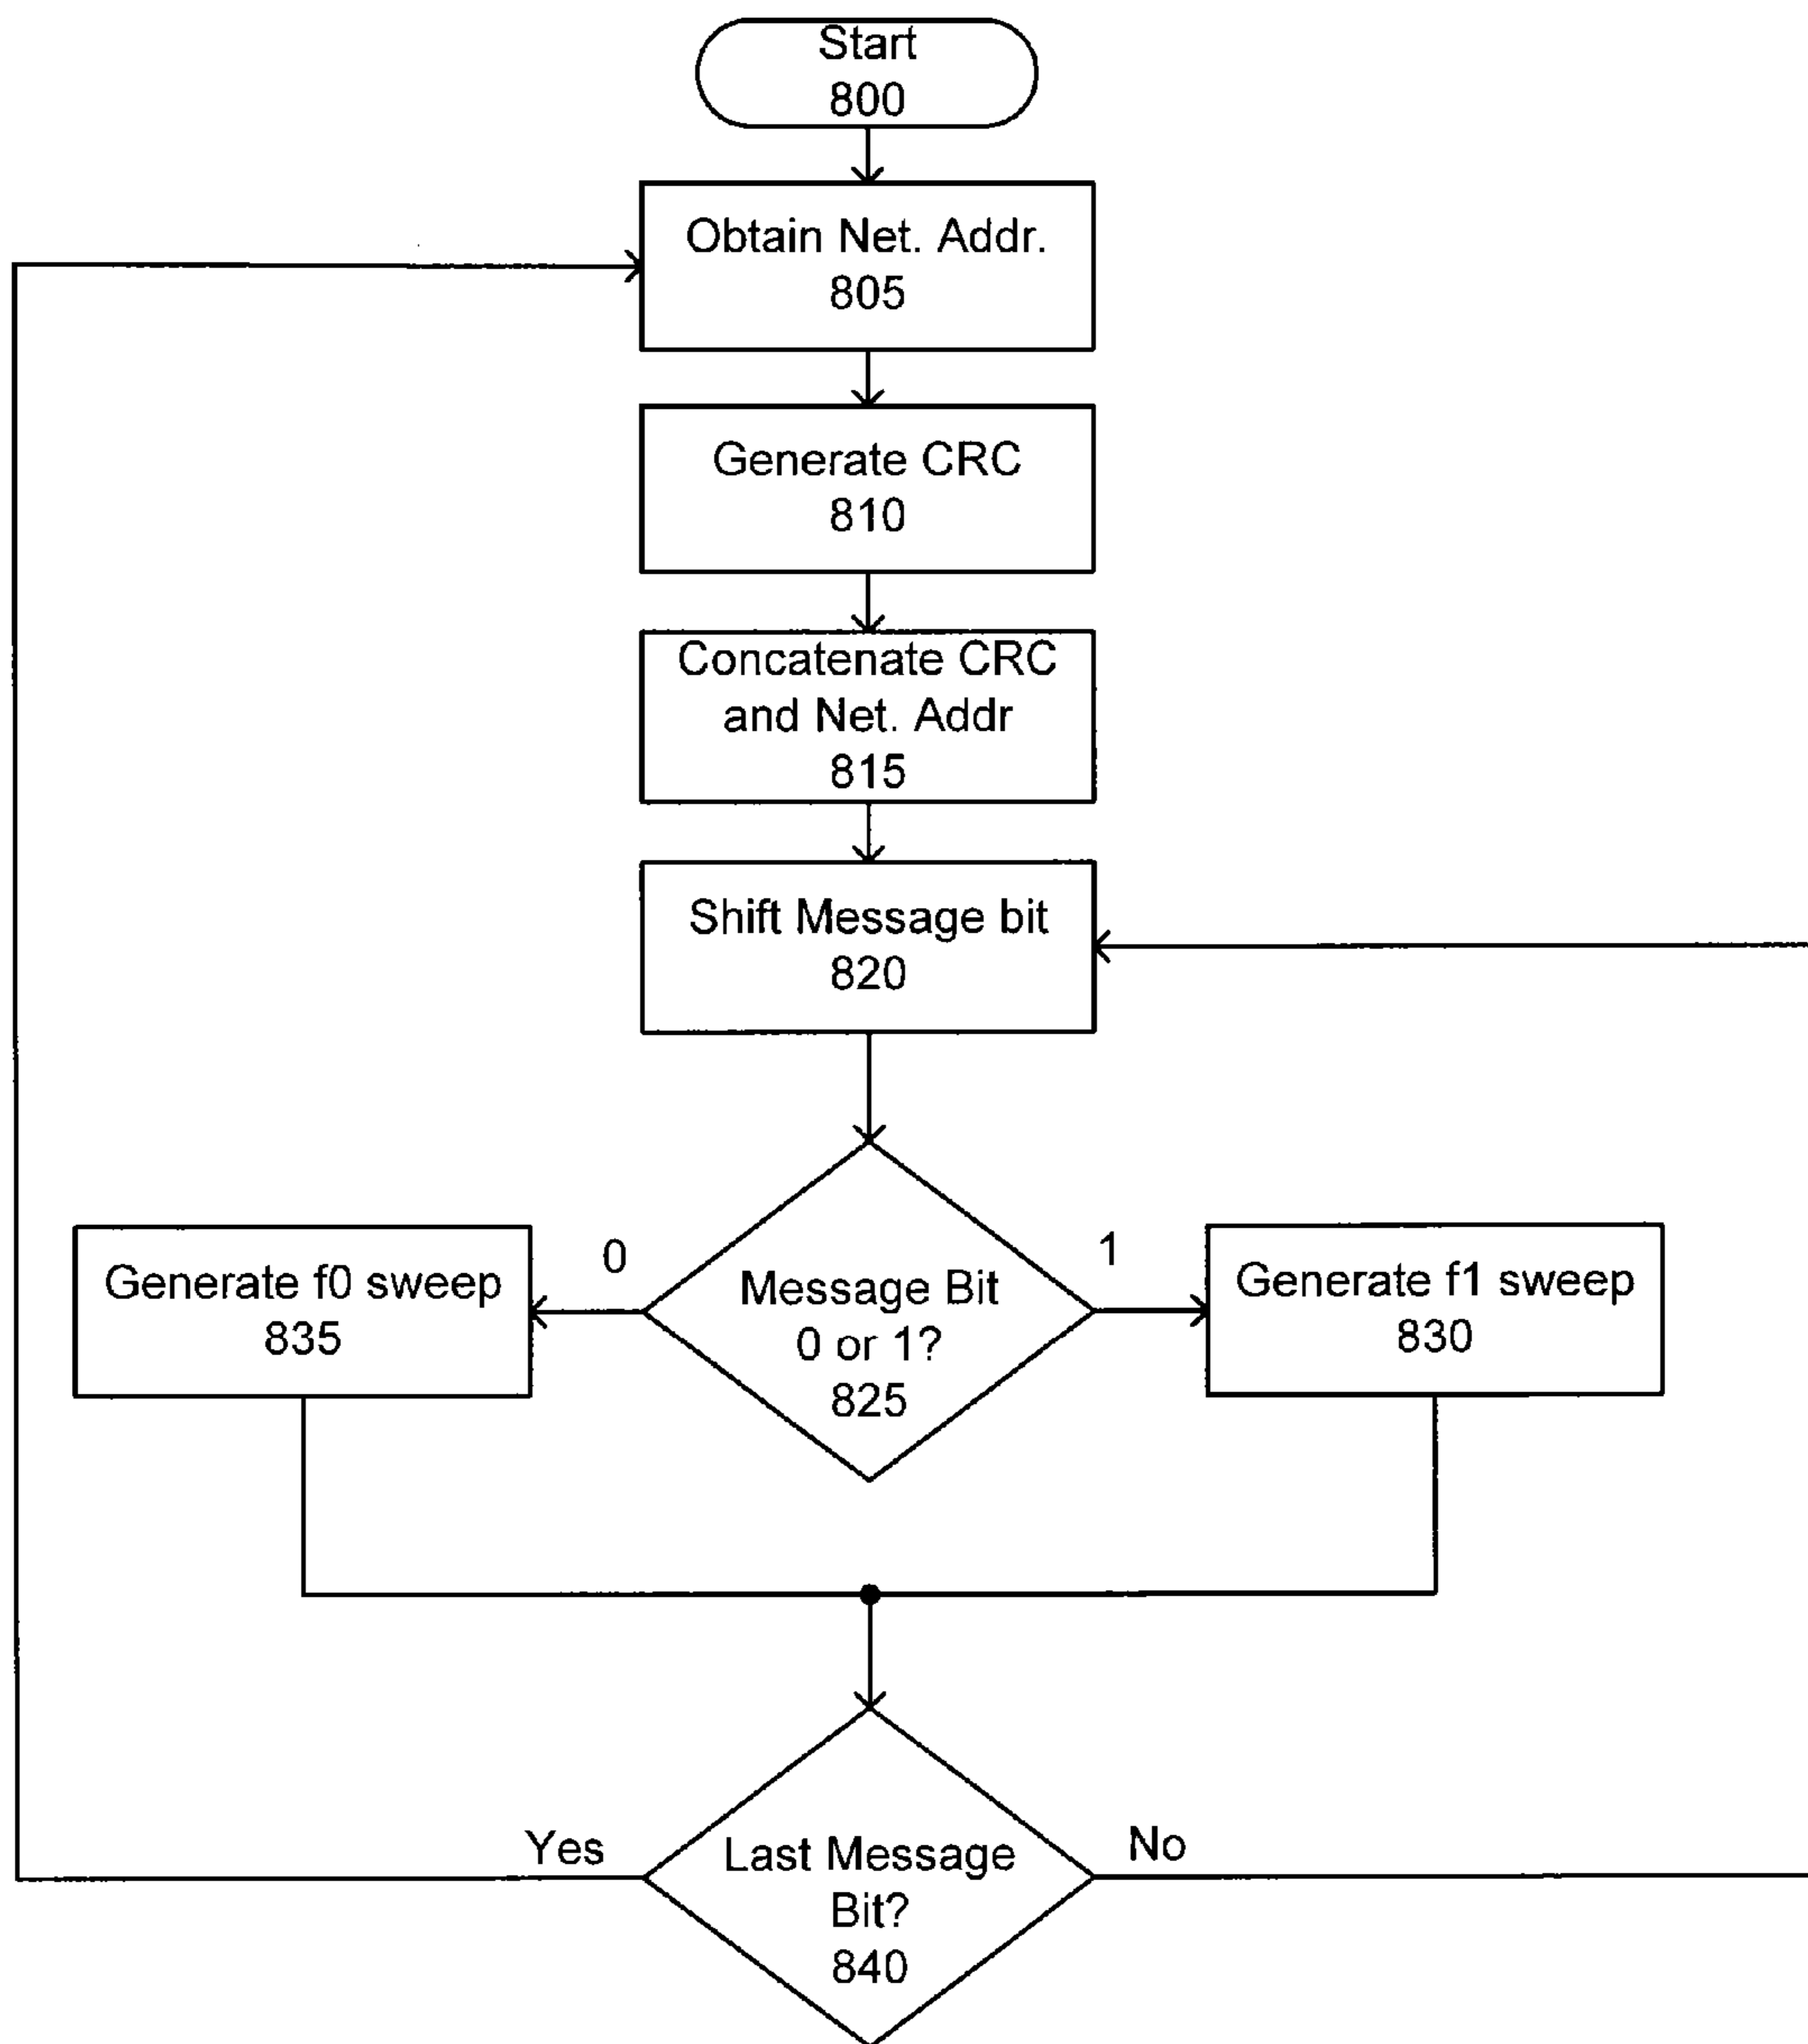 Start
800
Obtain Net. Addr.
805
Generate CRC
810
Concatenate CRC
and Net. Addr
815
Shift Message bit
820
0
1
Generate f0 sweep
835
Message Bit
0 or 1?
825
Generate f1 sweep
830
Yes
No
Last Message
Bit?
840